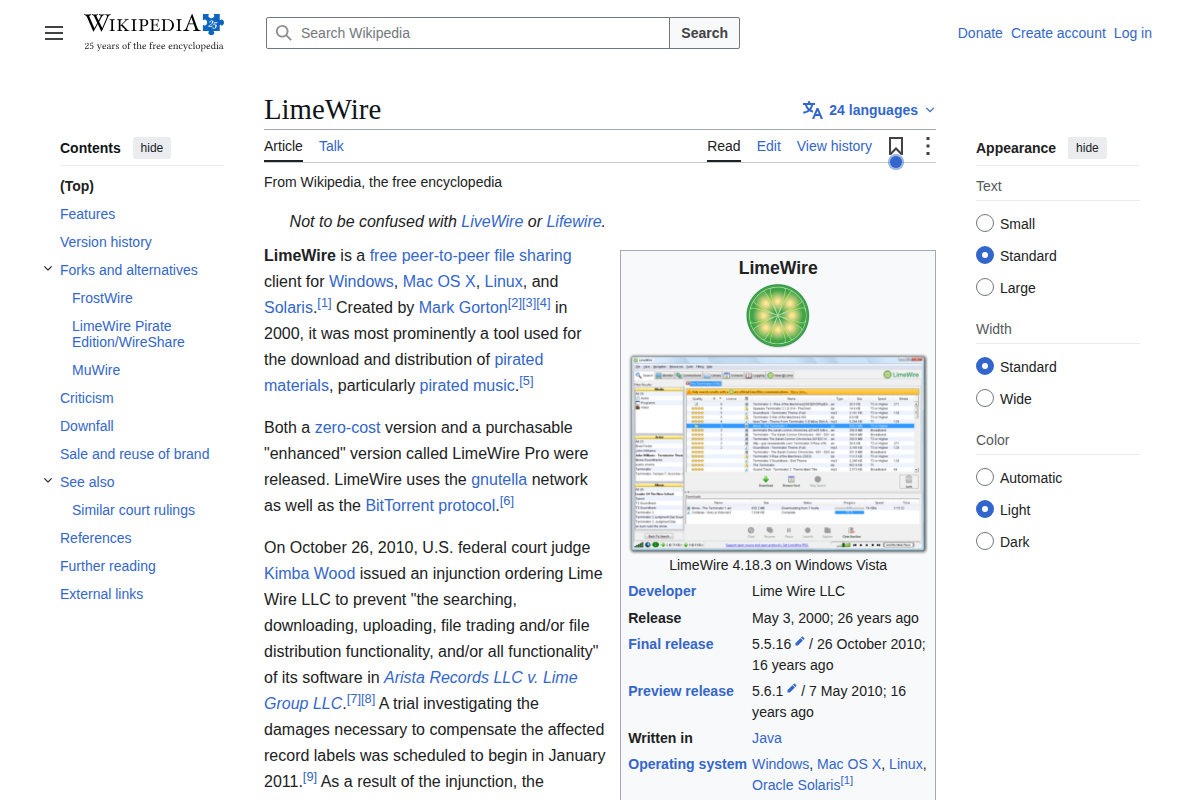 WIKIPEDIA 25
25 years of the free encyclopedia
Search Wikipedia
Search
Donate Create account Log in
LimeWire
24 languages
Article Talk
Read Edit View history
From Wikipedia, the free encyclopedia
Contents hide
(Top)
Features
Version history
Forks and alternatives
FrostWire
LimeWire Pirate
Edition/WireShare
MuWire
Criticism
Downfall
Sale and reuse of brand
See also
Similar court rulings
References
Further reading
External links
Not to be confused with LiveWire or Lifewire.
LimeWire is a free peer-to-peer file sharing
client for Windows, Mac OS X, Linux, and
Solaris.[1] Created by Mark Gorton[2][3][4] in
2000, it was most prominently a tool used for
the download and distribution of pirated
materials, particularly pirated music.[5]
Both a zero-cost version and a purchasable
"enhanced" version called LimeWire Pro were
released. LimeWire uses the gnutella network
as well as the BitTorrent protocol.[6]
On October 26, 2010, U.S. federal court judge
Kimba Wood issued an injunction ordering Lime
Wire LLC to prevent "the searching,
downloading, uploading, file trading and/or file
distribution functionality, and/or all functionality"
of its software in Arista Records LLC v. Lime
Group LLC.[7][8] A trial investigating the
damages necessary to compensate the affected
record labels was scheduled to begin in January
2011.[9] As a result of the injunction, the
LimeWire
LimeWire
LimeWire 4.18.3 on Windows Vista
Developer Lime Wire LLC
Release May 3, 2000; 26 years ago
Final release 5.5.16 / 26 October 2010;
16 years ago
Preview release 5.6.1 / 7 May 2010; 16
years ago
Written in Java
Operating system Windows, Mac OS X, Linux,
Oracle Solaris[1]
Appearance hide
Text
Small
Standard
Large
Width
Standard
Wide
Color
Automatic
Light
Dark